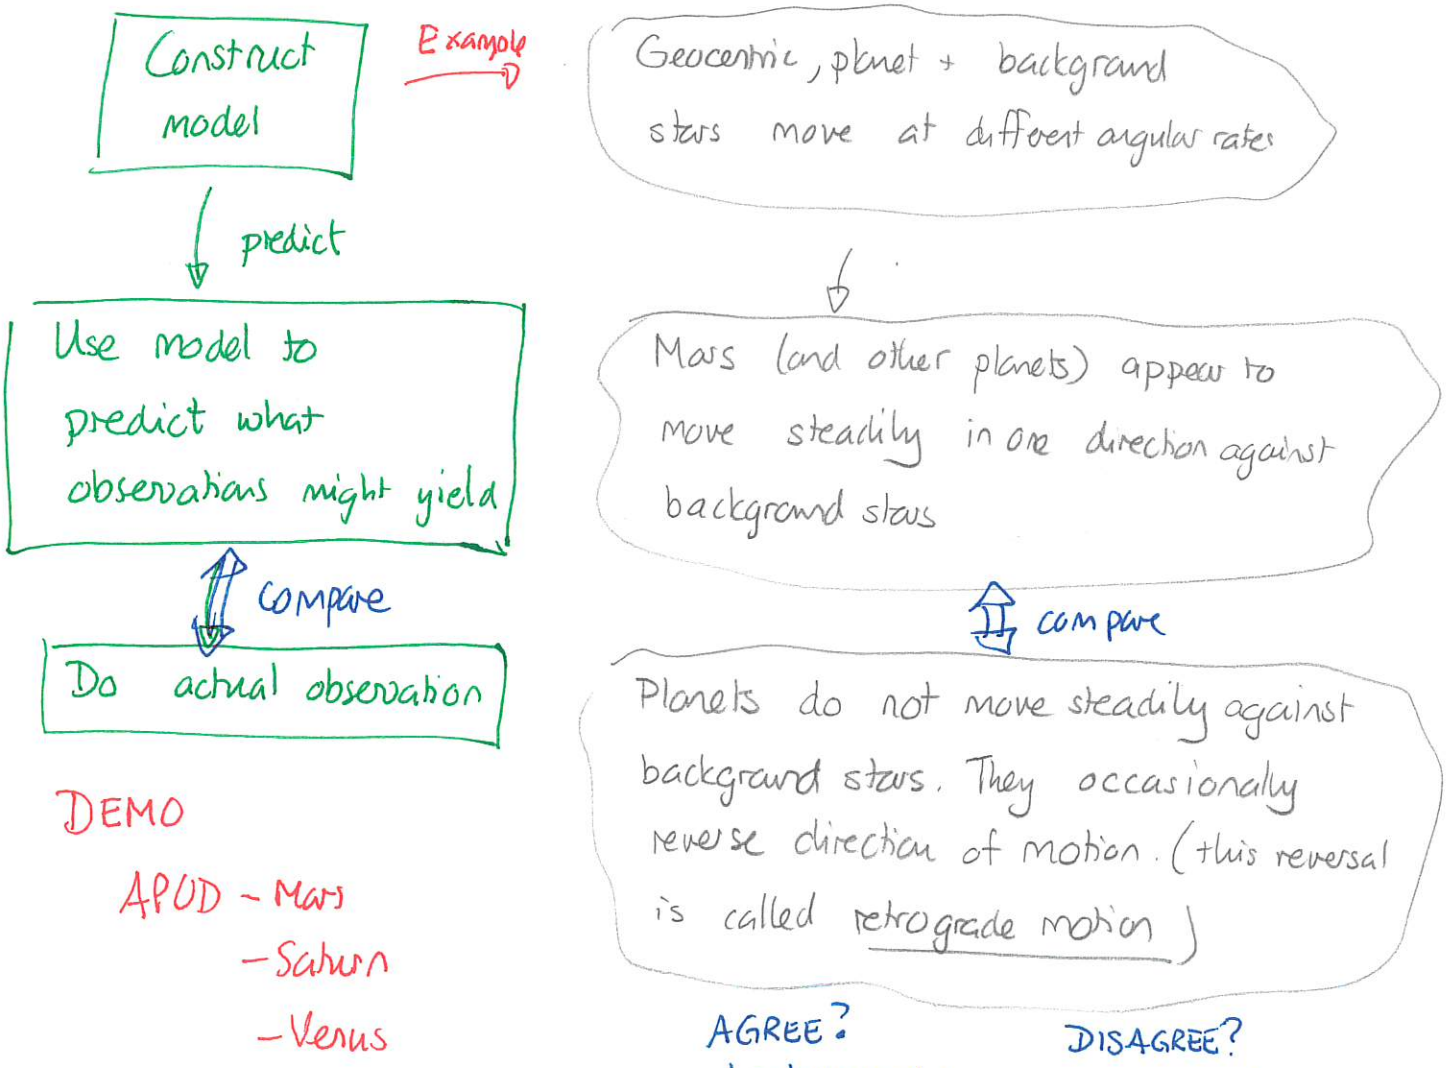 Construct
model
Example
Geocentric, planet + background
stars move at different angular rates
predict
Use model to
predict what
observations might yield
Mars (and other planets) appear to
move steadily in one direction against
background stars
compare
compare
Do actual observation
Planets do not move steadily against
background stars. They occasionally
reverse direction of motion. (this reversal
is called retrograde motion)
DEMO
APOD - Mars
- Saturn
- Venus
AGREE?
DISAGREE?